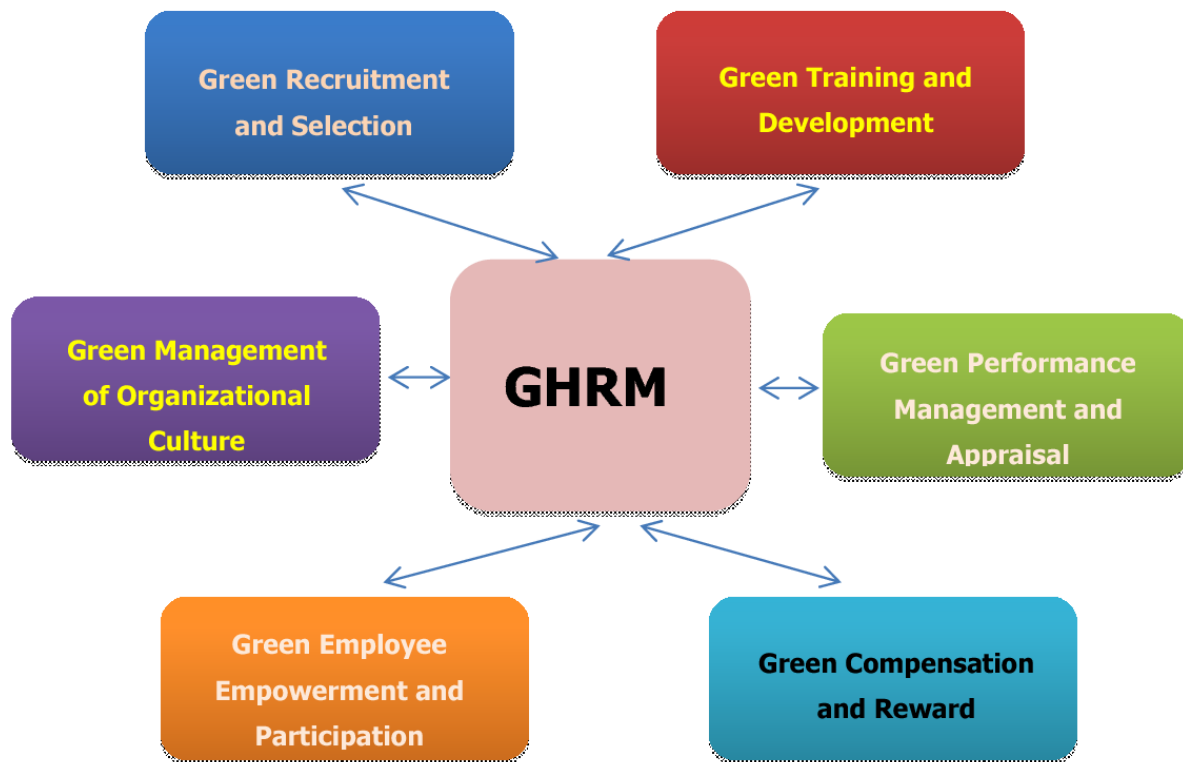 Green Recruitment
and Selection
Green Training and
Development
Green Management
of Organizational
Culture
GHRM
Green Performance
Management and
Appraisal
Green Employee
Empowerment and
Participation
Green Compensation
and Reward